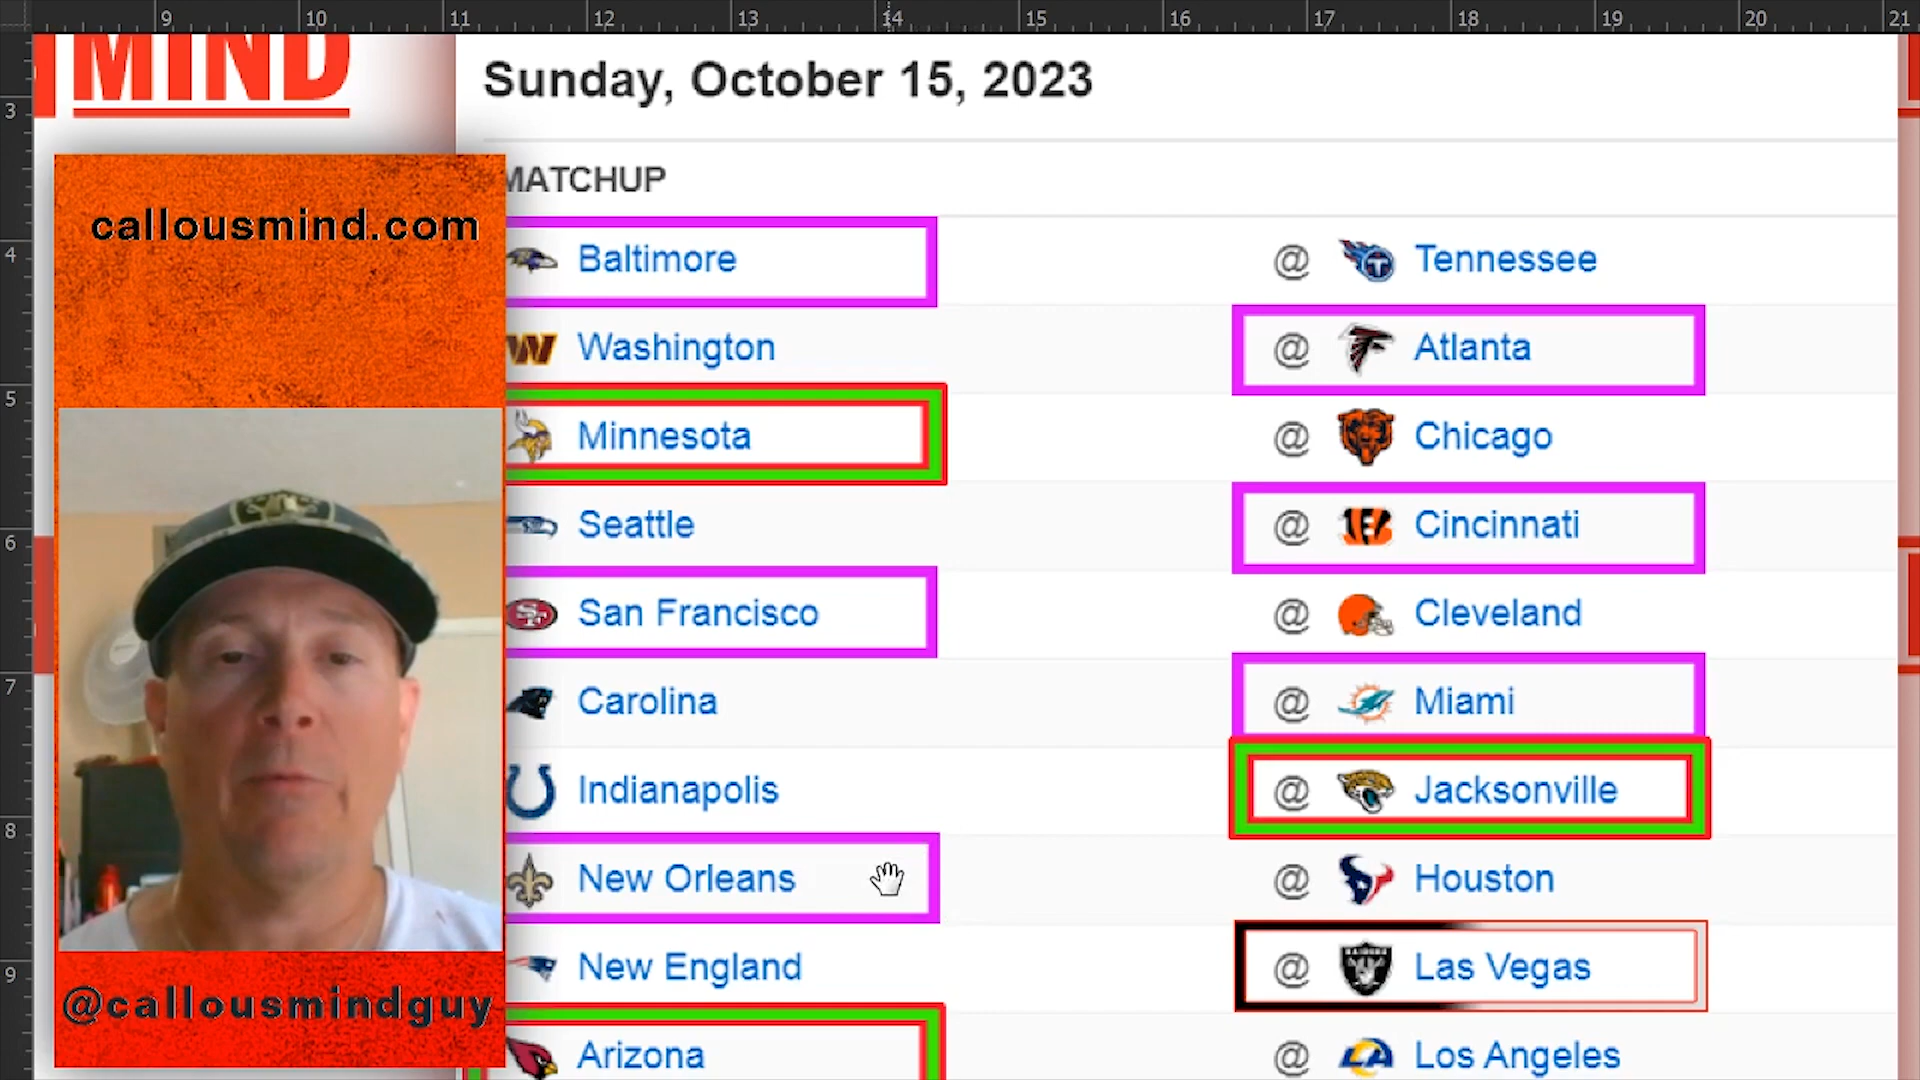 9 10 11 12 13 14 15 16 17 18 19 20 21
3
4
5
6
7
8
9
MIND
callousmind.com
@callousmindguy
Sunday, October 15, 2023
MATCHUP
Baltimore @ Tennessee
Washington @ Atlanta
Minnesota @ Chicago
Seattle @ Cincinnati
San Francisco @ Cleveland
Carolina @ Miami
Indianapolis @ Jacksonville
New Orleans @ Houston
New England @ Las Vegas
Arizona @ Los Angeles